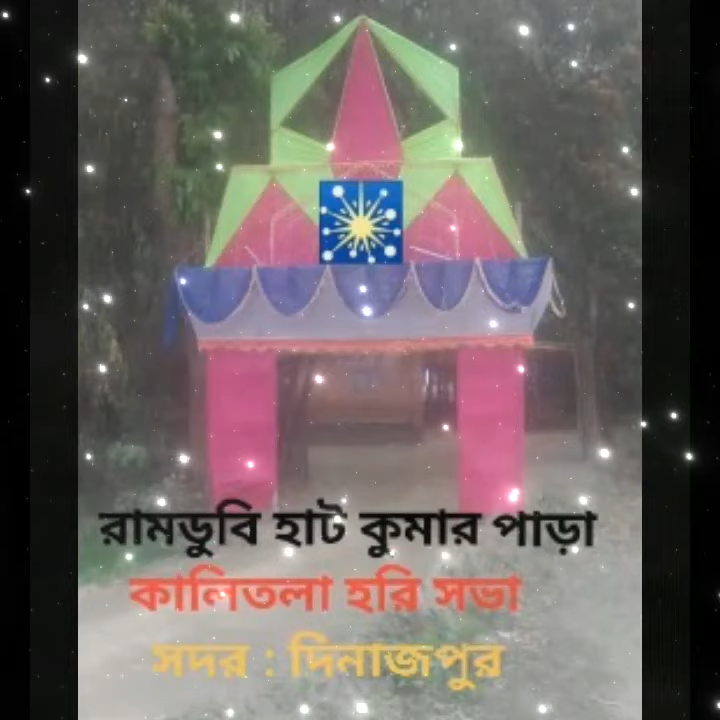 রামডুবি হাট কুমার পাড়া
কালিতলা হরি সভা
সদর : দিনাজপুর